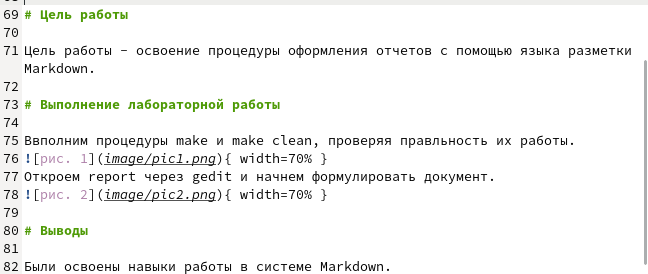 69 # Цель работы
70
71 Цель работы - освоение процедуры оформления отчетов с помощью языка разметки
Markdown.
72
73 # Выполнение лабораторной работы
74
75 Ввполним процедуры make и make clean, проверяя правльность их работы.
76 ![рис. 1](image/pic1.png){ width=70% }
77 Откроем report через gedit и начнем формулировать документ.
78 ![рис. 2](image/pic2.png){ width=70% }
79
80 # Выводы
81
82 Были освоены навыки работы в системе Markdown.